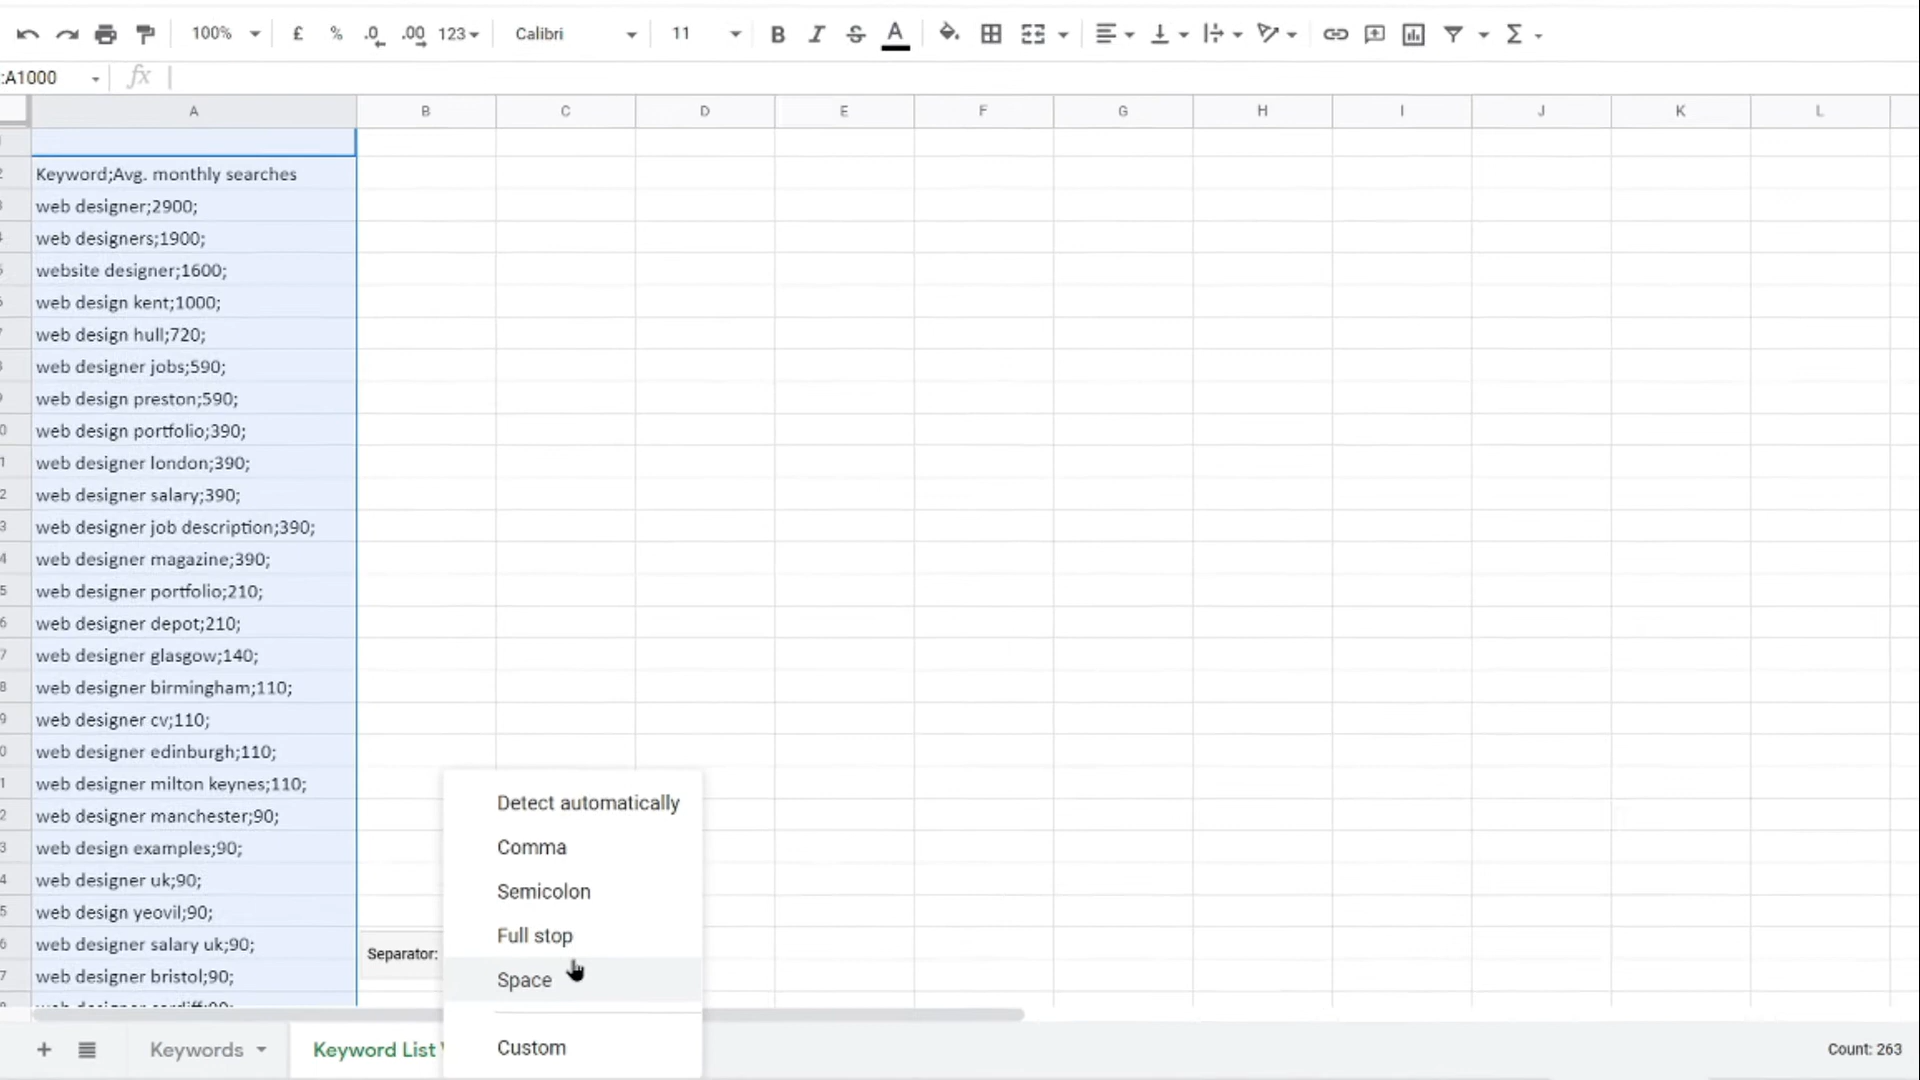 100% £ % .0 .00 123 Calibri 11 B I S A Σ
:A1000 fx
A B C D E F G H I J K L
Keyword;Avg. monthly searches
web designer;2900;
web designers;1900;
website designer;1600;
web design kent;1000;
web design hull;720;
web designer jobs;590;
web design preston;590;
web design portfolio;390;
web designer london;390;
web designer salary;390;
web designer job description;390;
web designer magazine;390;
web designer portfolio;210;
web designer depot;210;
web designer glasgow;140;
web designer birmingham;110;
web designer cv;110;
web designer edinburgh;110;
web designer milton keynes;110;
web designer manchester;90;
web design examples;90;
web designer uk;90;
web design yeovil;90;
web designer salary uk;90;
web designer bristol;90;
Separator:
Detect automatically
Comma
Semicolon
Full stop
Space
Custom
Keywords
Keyword List
Count: 263